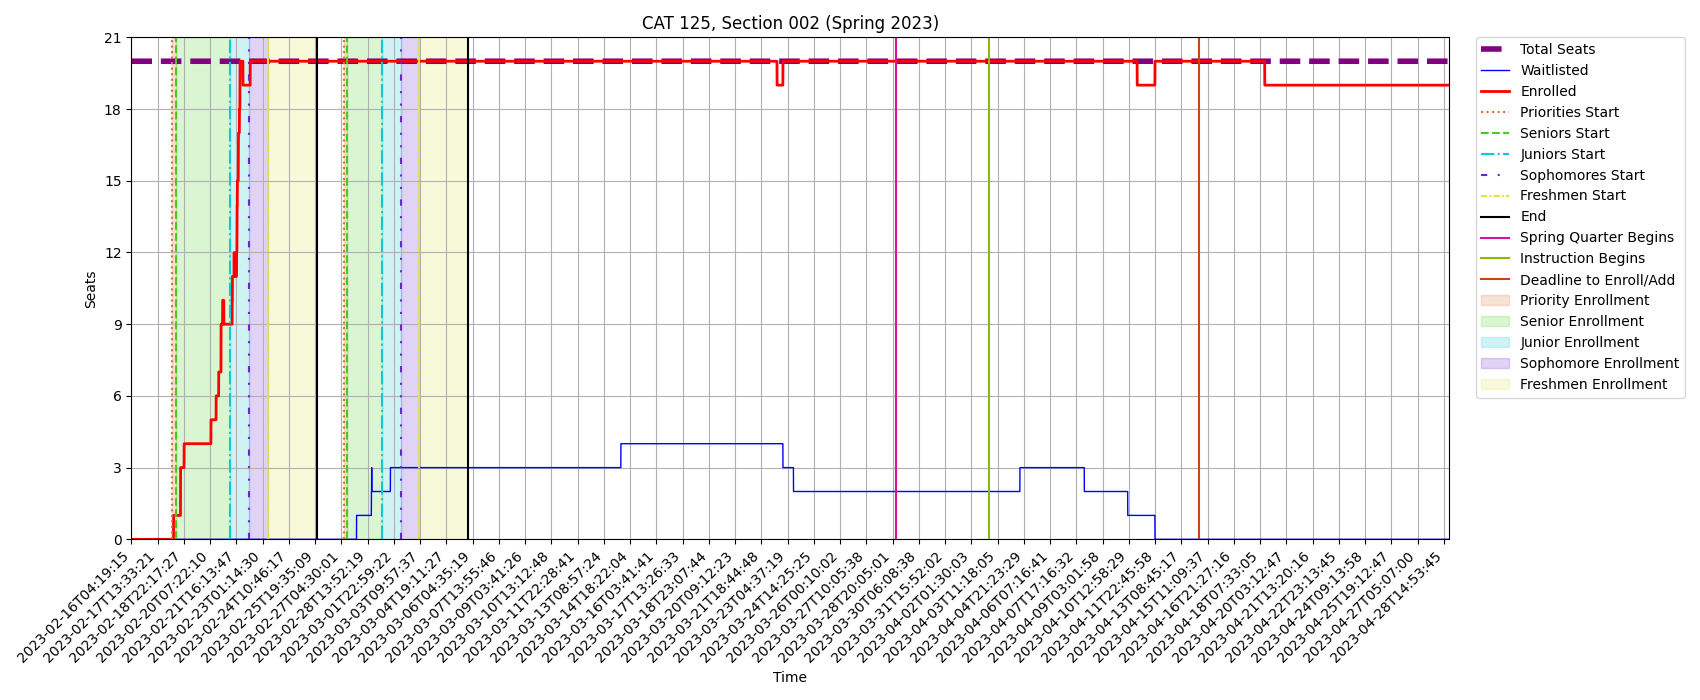 CAT 125, Section 002 (Spring 2023)
21
18
15
12
9
6
3
0
Seats
2023-02-16T04:19:15
2023-02-17T13:33:21
2023-02-18T22:17:27
2023-02-20T07:22:10
2023-02-21T16:13:47
2023-02-23T01:14:30
2023-02-24T10:46:17
2023-02-25T19:35:09
2023-02-27T04:30:01
2023-02-28T13:52:19
2023-03-01T22:59:22
2023-03-03T09:57:37
2023-03-04T19:11:27
2023-03-06T04:35:19
2023-03-07T13:55:46
2023-03-09T03:41:26
2023-03-10T13:12:48
2023-03-11T22:28:41
2023-03-13T08:57:24
2023-03-14T18:22:04
2023-03-16T03:41:41
2023-03-17T13:26:33
2023-03-18T23:07:44
2023-03-20T09:12:23
2023-03-21T18:44:48
2023-03-23T04:37:19
2023-03-24T14:25:25
2023-03-26T00:10:02
2023-03-27T10:05:38
2023-03-28T20:05:01
2023-03-30T06:08:38
2023-03-31T15:52:02
2023-04-02T01:30:03
2023-04-03T11:18:05
2023-04-04T21:23:29
2023-04-06T07:16:41
2023-04-07T17:16:32
2023-04-09T03:01:58
2023-04-10T12:58:29
2023-04-11T22:45:58
2023-04-13T08:45:17
2023-04-15T11:09:37
2023-04-16T21:27:16
2023-04-18T07:33:05
2023-04-20T03:12:47
2023-04-21T13:20:16
2023-04-22T23:13:45
2023-04-24T09:13:58
2023-04-25T19:12:47
2023-04-27T05:07:00
2023-04-28T14:53:45
Time
Total Seats
Waitlisted
Enrolled
Priorities Start
Seniors Start
Juniors Start
Sophomores Start
Freshmen Start
End
Spring Quarter Begins
Instruction Begins
Deadline to Enroll/Add
Priority Enrollment
Senior Enrollment
Junior Enrollment
Sophomore Enrollment
Freshmen Enrollment